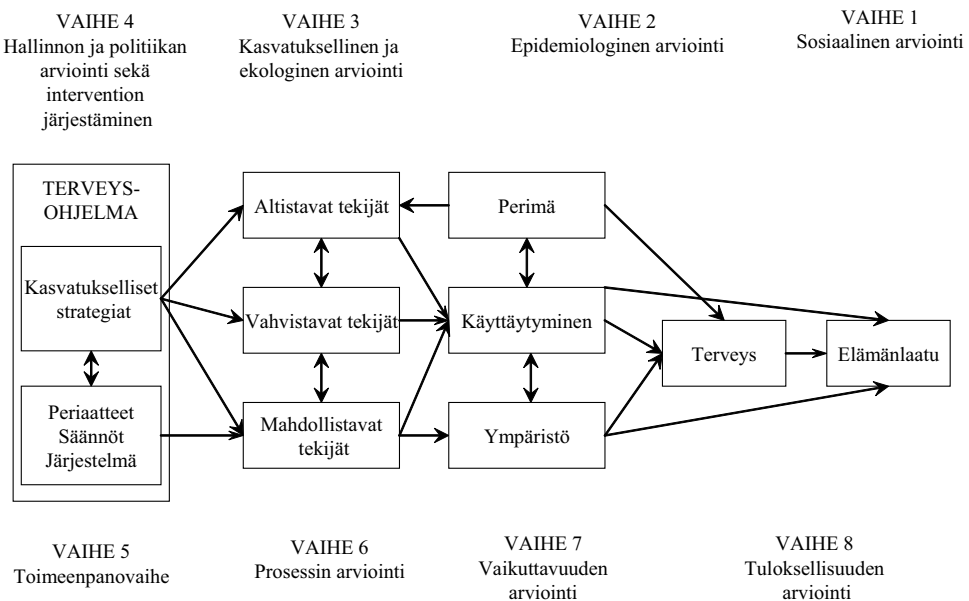 VAIHE 4
Hallinnon ja politiikan
arviointi sekä
intervention
järjestäminen
VAIHE 3
Kasvatuksellinen ja
ekologinen arviointi
VAIHE 2
Epidemiologinen arviointi
VAIHE 1
Sosiaalinen arviointi
TERVEYS-
OHJELMA
Kasvatukselliset
strategiat
Periaatteet
Säännöt
Järjestelmä
Altistavat tekijät
Vahvistavat tekijät
Mahdollistavat
tekijät
Perimä
Käyttäytyminen
Ympäristö
Terveys
Elämänlaatu
VAIHE 5
Toimeenpanovaihe
VAIHE 6
Prosessin arviointi
VAIHE 7
Vaikuttavuuden
arviointi
VAIHE 8
Tuloksellisuuden
arviointi